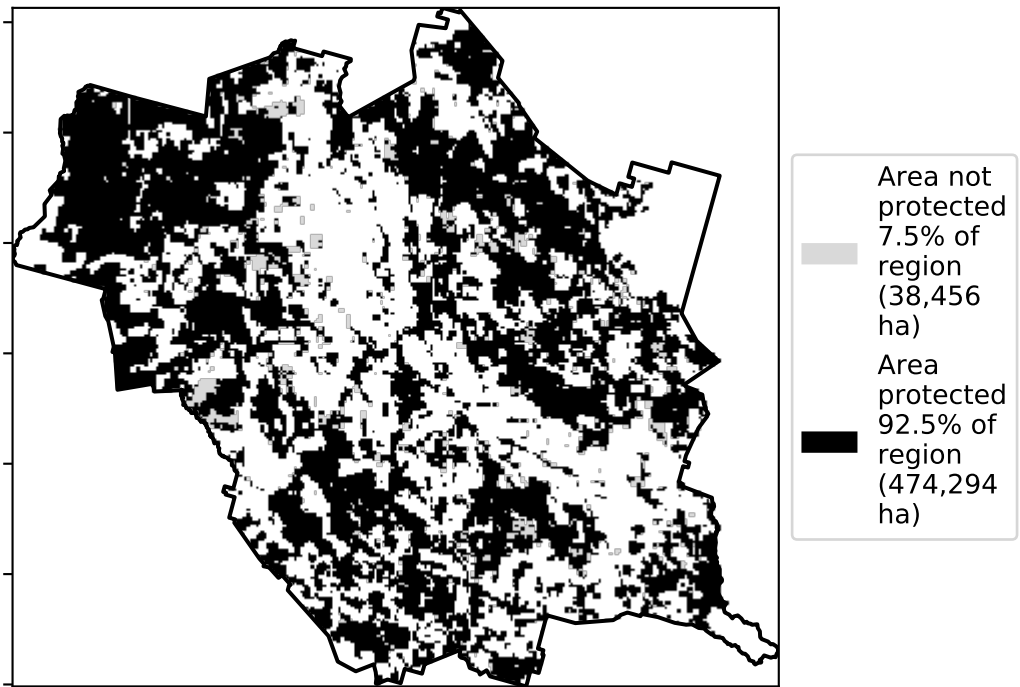 Area not
protected
7.5% of
region
(38,456
ha)
Area
protected
92.5% of
region
(474,294
ha)